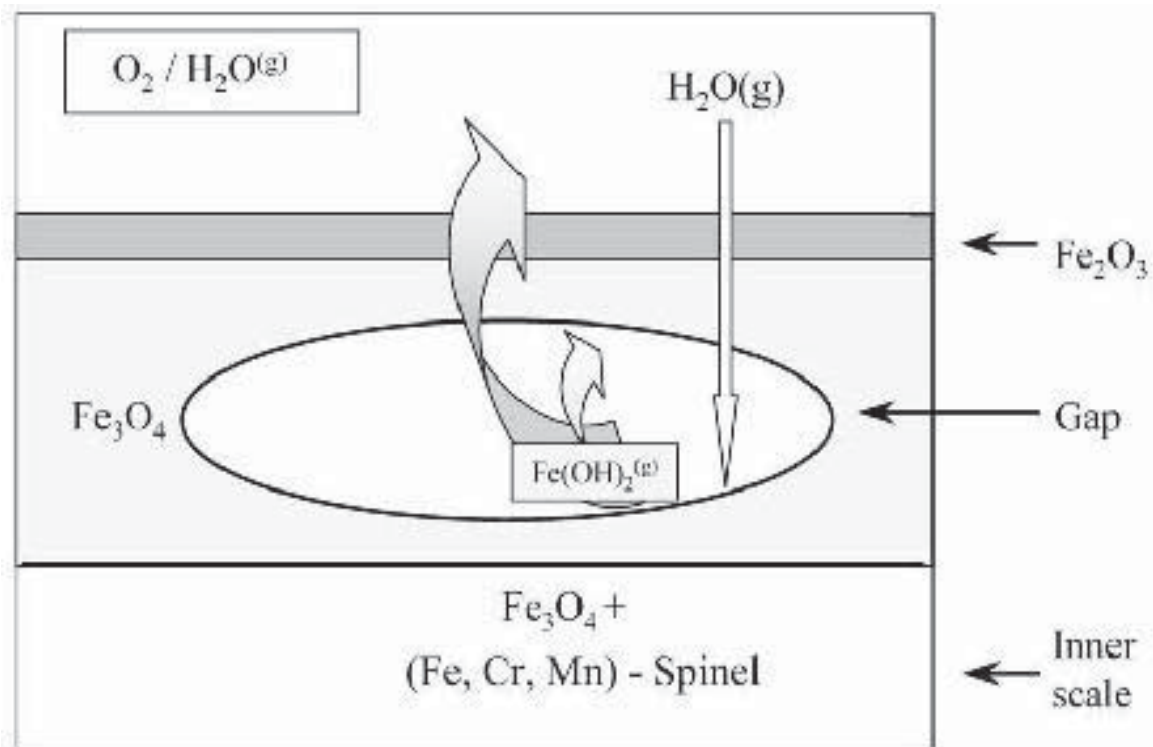 O₂ / H₂O⁽ᵍ⁾
H₂O(g)
Fe₂O₃
Fe₃O₄
Gap
Fe(OH)₂⁽ᵍ⁾
Fe₃O₄ +
(Fe, Cr, Mn) - Spinel
Inner
scale